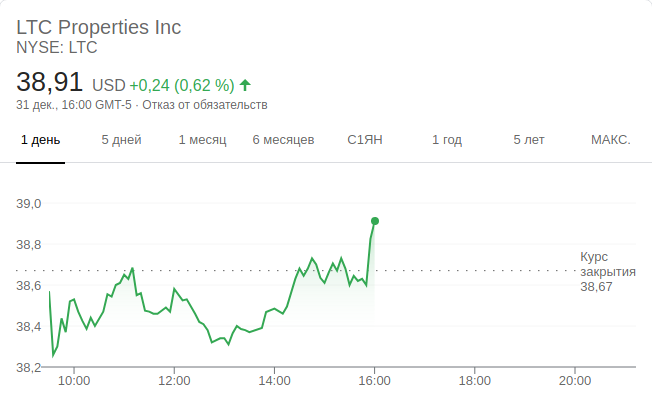 LTC Properties Inc
NYSE: LTC
38,91 USD +0,24 (0,62 %)
31 дек., 16:00 GMT-5 · Отказ от обязательств
1 день 5 дней 1 месяц 6 месяцев С1ЯН 1 год 5 лет МАКС.
39,0
38,8
Курс
закрытия
38,67
38,6
38,4
38,2
10:00 12:00 14:00 16:00 18:00 20:00